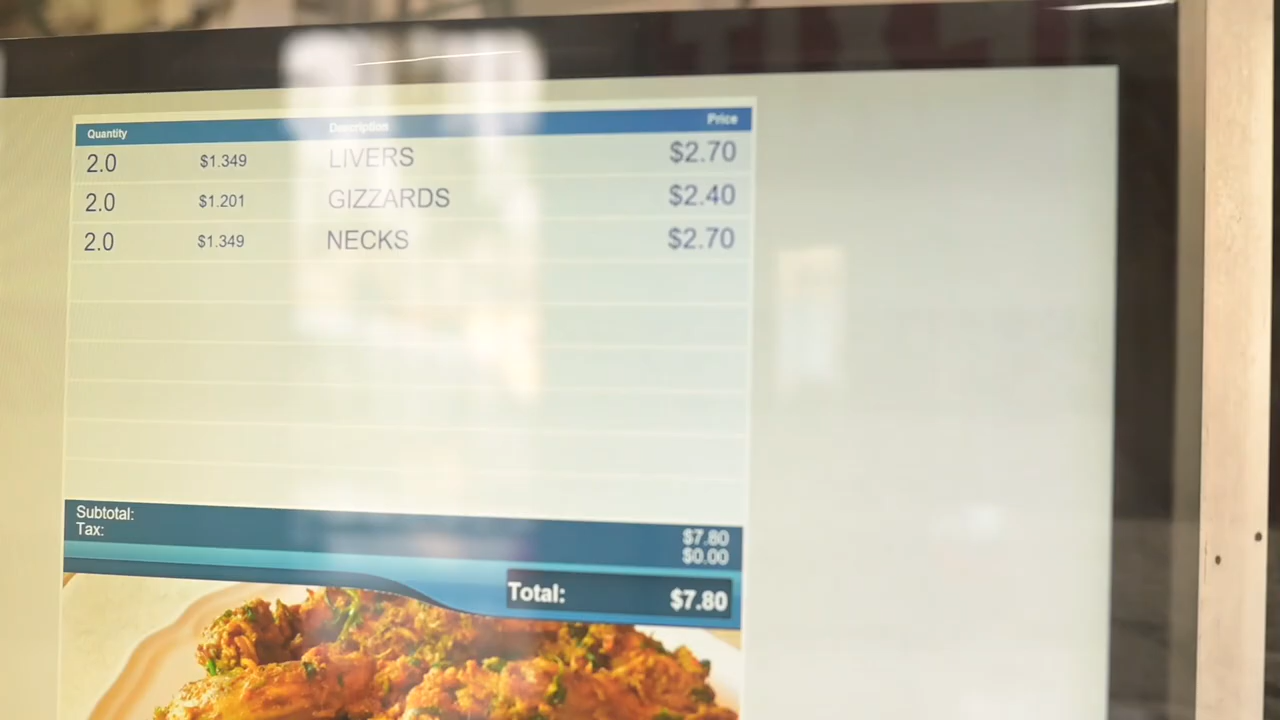 Quantity Description Price
2.0 $1.349 LIVERS $2.70
2.0 $1.201 GIZZARDS $2.40
2.0 $1.349 NECKS $2.70
Subtotal: $7.80
Tax: $0.00
Total: $7.80